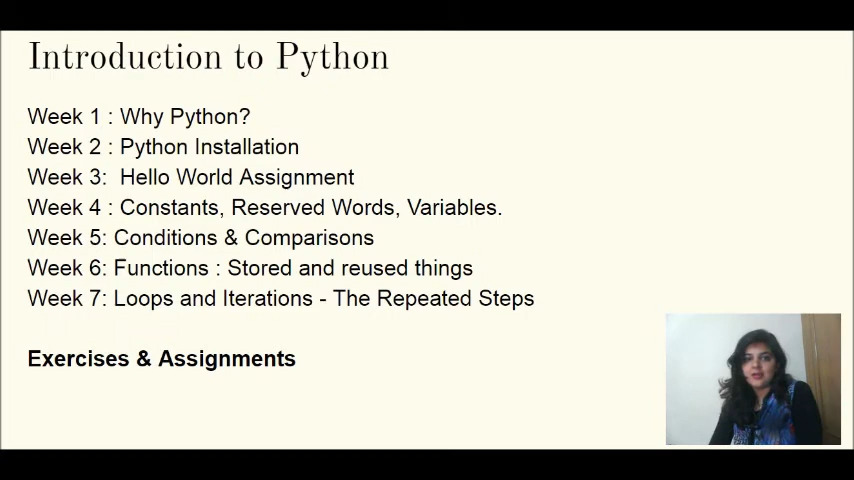 Introduction to Python
Week 1 : Why Python?
Week 2 : Python Installation
Week 3:  Hello World Assignment
Week 4 : Constants, Reserved Words, Variables.
Week 5: Conditions & Comparisons
Week 6: Functions : Stored and reused things
Week 7: Loops and Iterations - The Repeated Steps
Exercises & Assignments